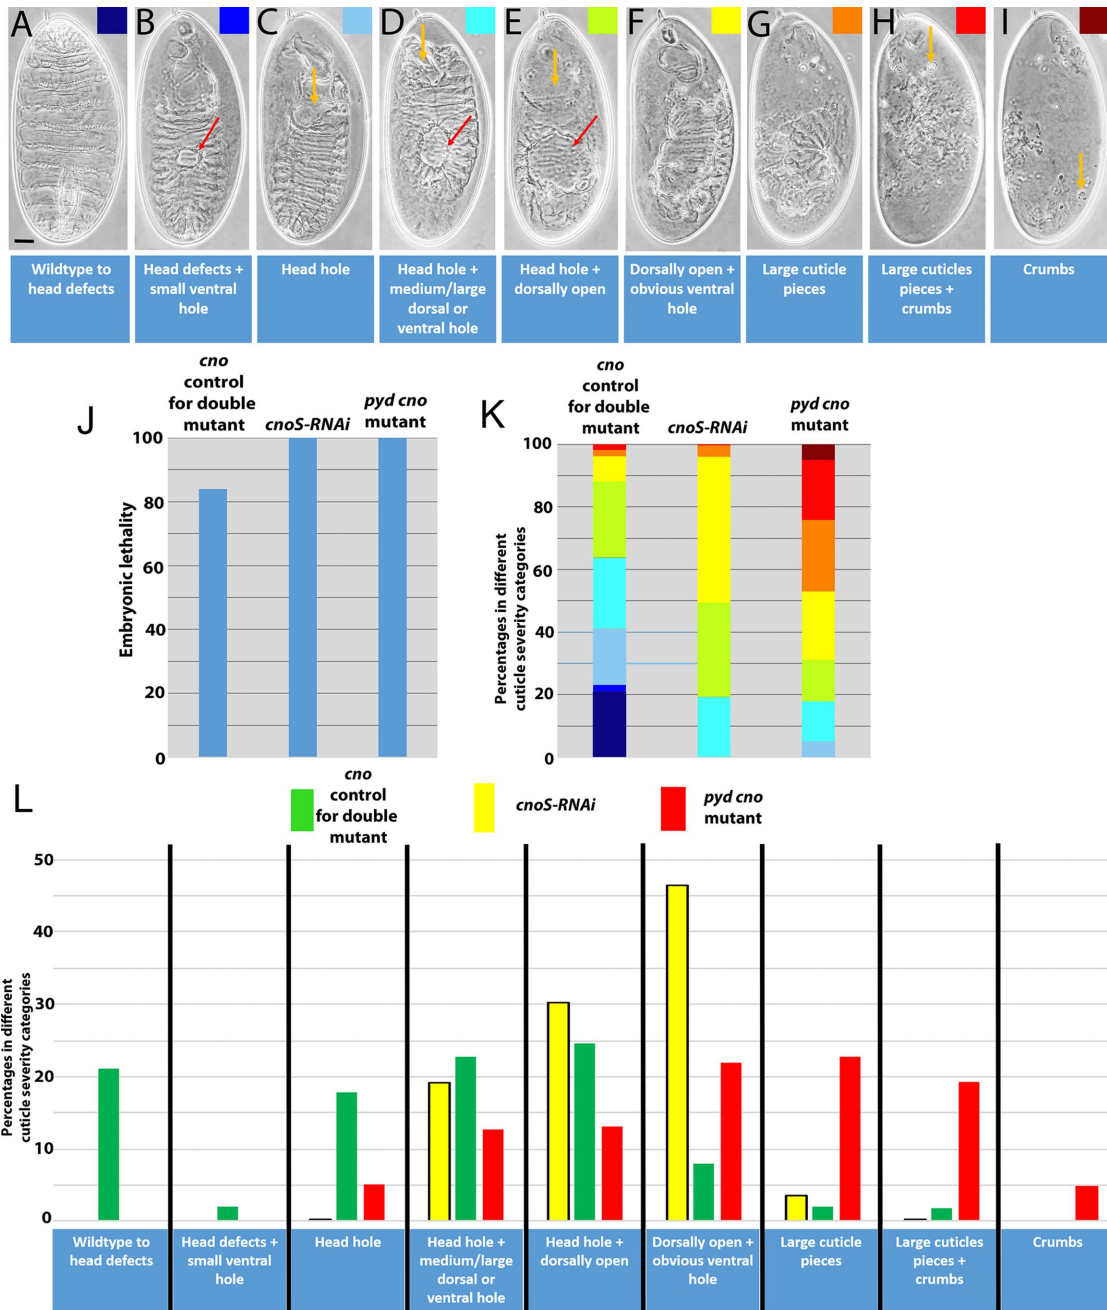 A B C D E F G H I
Wildtype to
head defects
Head defects +
small ventral
hole
Head hole
Head hole +
medium/large
dorsal or
ventral hole
Head hole +
dorsally open
Dorsally open +
obvious ventral
hole
Large cuticle
pieces
Large cuticles
pieces +
crumbs
Crumbs
J
cno
control
for double
mutant
cnoS-RNAi
pyd cno
mutant
Embryonic lethality
100
80
60
40
20
0
K
cno
control
for double
mutant
cnoS-RNAi
pyd cno
mutant
Percentages in different
cuticle severity categories
100
80
60
40
20
0
L
cno
control
for double
mutant
cnoS-RNAi
pyd cno
mutant
Percentages in different
cuticle severity categories
50
40
30
20
10
0
Wildtype to
head defects
Head defects +
small ventral
hole
Head hole
Head hole +
medium/large
dorsal or
ventral hole
Head hole +
dorsally open
Dorsally open +
obvious ventral
hole
Large cuticle
pieces
Large cuticles
pieces +
crumbs
Crumbs